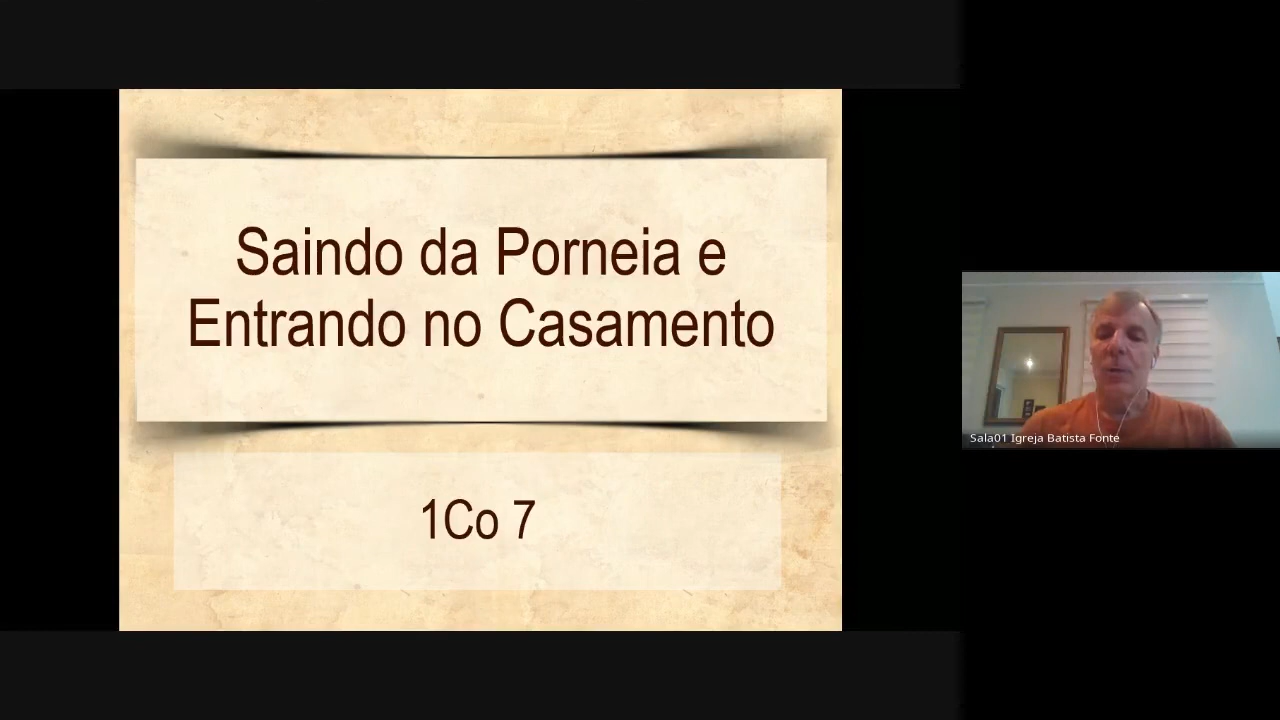 Saindo da Porneia e
Entrando no Casamento
1Co 7
Sala01 Igreja Batista Fonte